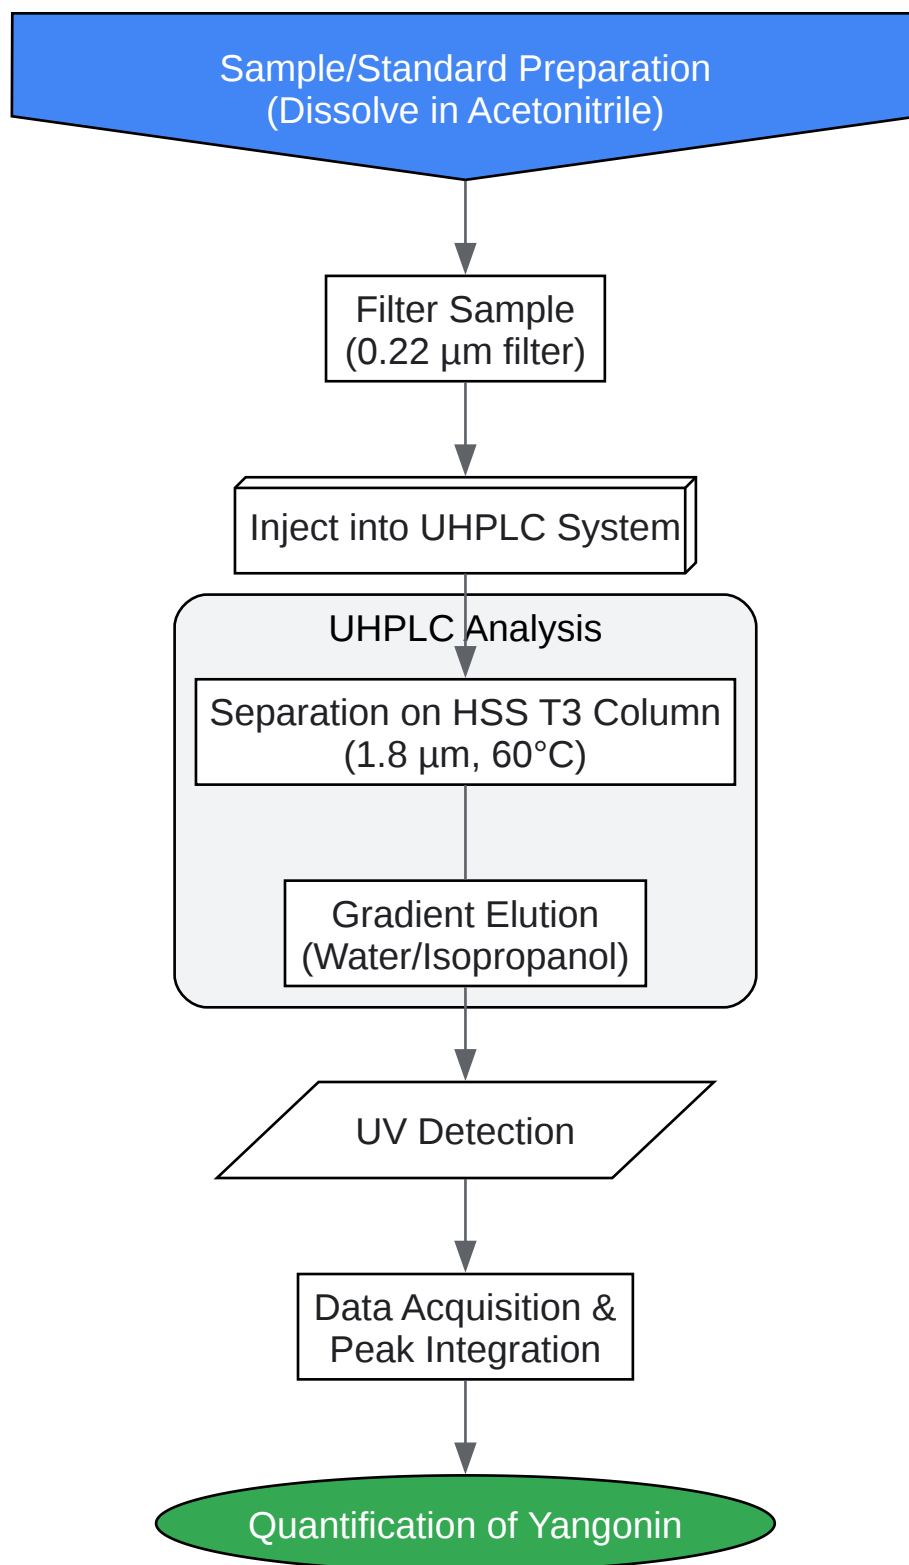 Sample/Standard Preparation
(Dissolve in Acetonitrile)
Filter Sample
(0.22 µm filter)
Inject into UHPLC System
UHPLC Analysis
Separation on HSS T3 Column
(1.8 µm, 60°C)
Gradient Elution
(Water/Isopropanol)
UV Detection
Data Acquisition &
Peak Integration
Quantification of Yangonin